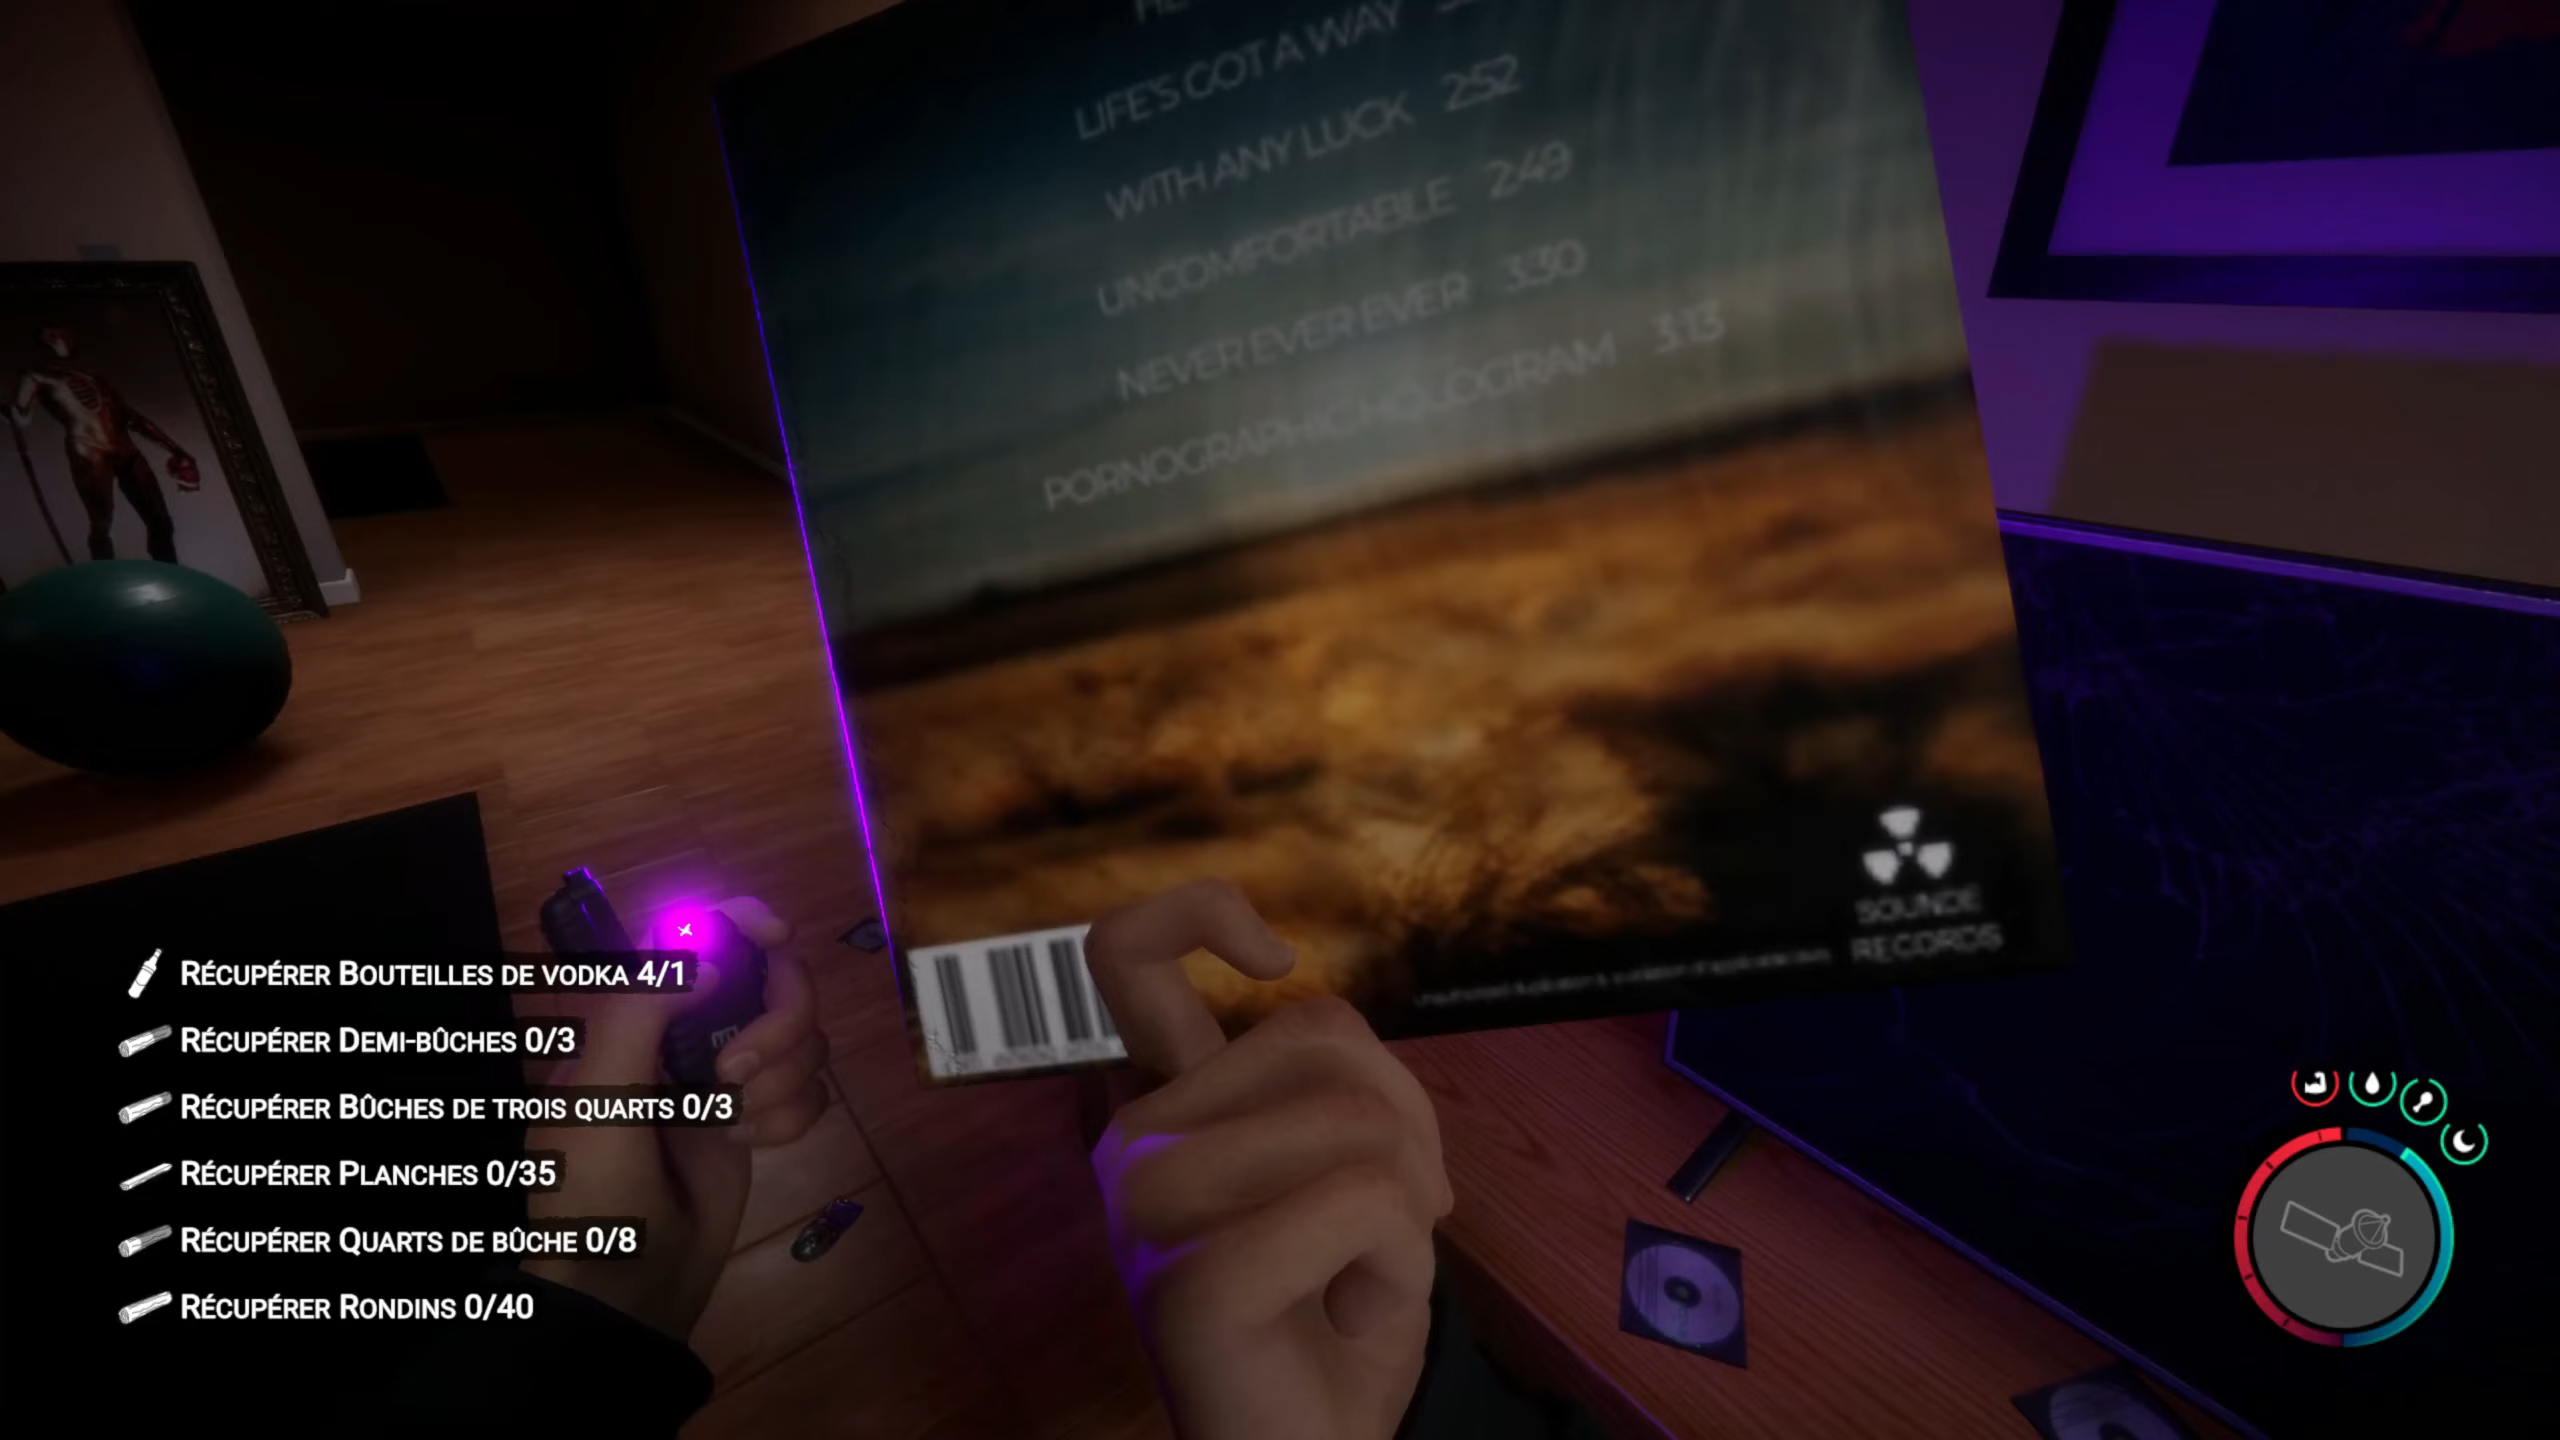 LIFE'S GOT A WAY
WITH ANY LUCK 2:52
UNCOMFORTABLE 2:49
NEVER EVER EVER 3:30
PORNOGRAPHIC HOLOGRAM 3:13
SOUNDE
RECORDS
RÉCUPÉRER BOUTEILLES DE VODKA 4/1
RÉCUPÉRER DEMI-BÛCHES 0/3
RÉCUPÉRER BÛCHES DE TROIS QUARTS 0/3
RÉCUPÉRER PLANCHES 0/35
RÉCUPÉRER QUARTS DE BÛCHE 0/8
RÉCUPÉRER RONDINS 0/40